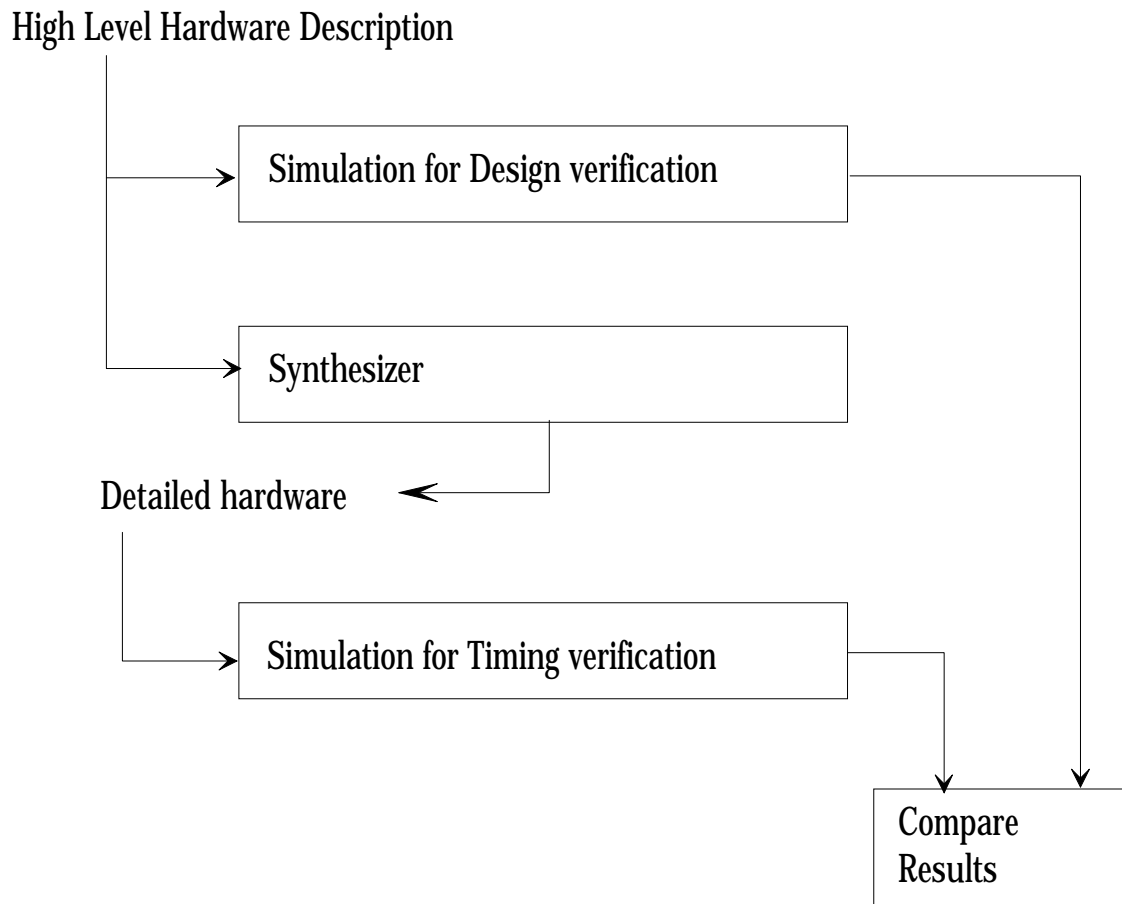 High Level Hardware Description
Simulation for Design verification
Synthesizer
Detailed hardware
Simulation for Timing verification
Compare
Results